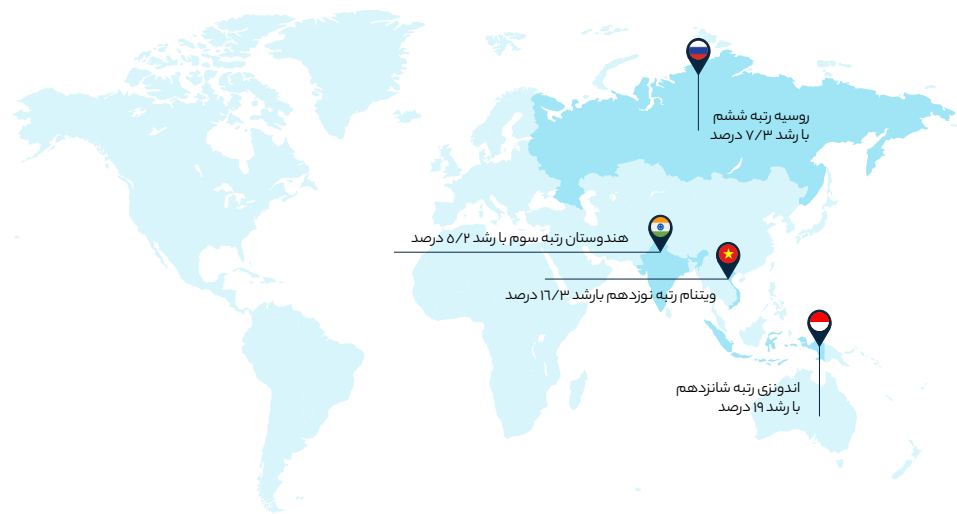 روسیه رتبه ششم
با رشد ۷/۳ درصد
هندوستان رتبه سوم با رشد ۵/۲ درصد
ویتنام رتبه نوزدهم بارشد ۱۶/۳ درصد
اندونزی رتبه شانزدهم
با رشد ۱۹ درصد